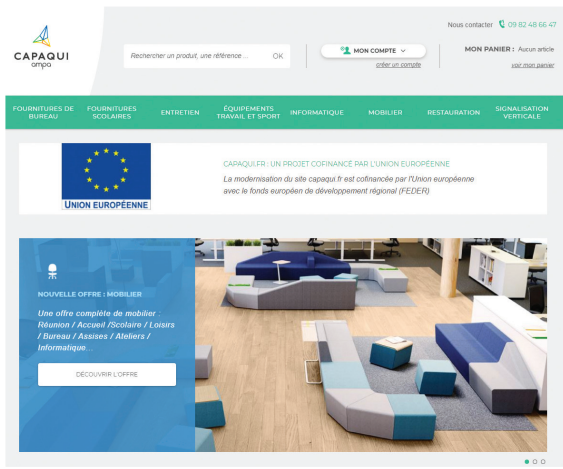 Nous contacter 09 82 48 66 47
CAPAQUI
ampa
Rechercher un produit, une référence ... OK
MON COMPTE
créer un compte
MON PANIER : Aucun article
voir mon panier
FOURNITURES DE BUREAU
FOURNITURES SCOLAIRES
ENTRETIEN
ÉQUIPEMENTS TRAVAIL ET SPORT
INFORMATIQUE
MOBILIER
RESTAURATION
SIGNALISATION VERTICALE
UNION EUROPÉENNE
CAPAQUI.FR : UN PROJET COFINANCÉ PAR L'UNION EUROPÉENNE
La modernisation du site capaqui.fr est cofinancée par l'Union européenne
avec le fonds européen de développement régional (FEDER)
NOUVELLE OFFRE : MOBILIER
Une offre complète de mobilier :
Réunion / Accueil /Scolaire / Loisirs
/ Bureau / Assises / Ateliers /
Informatique...
DÉCOUVRIR L'OFFRE